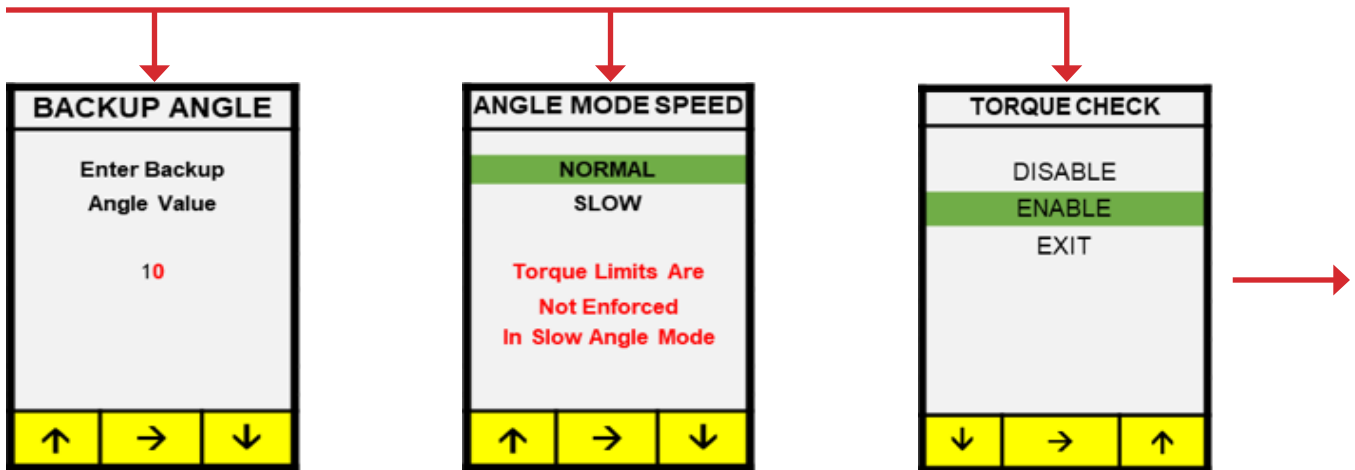 BACKUP ANGLE
Enter Backup
Angle Value
10
↑ → ↓
ANGLE MODE SPEED
NORMAL
SLOW
Torque Limits Are
Not Enforced
In Slow Angle Mode
↑ → ↓
TORQUE CHECK
DISABLE
ENABLE
EXIT
↓ → ↑